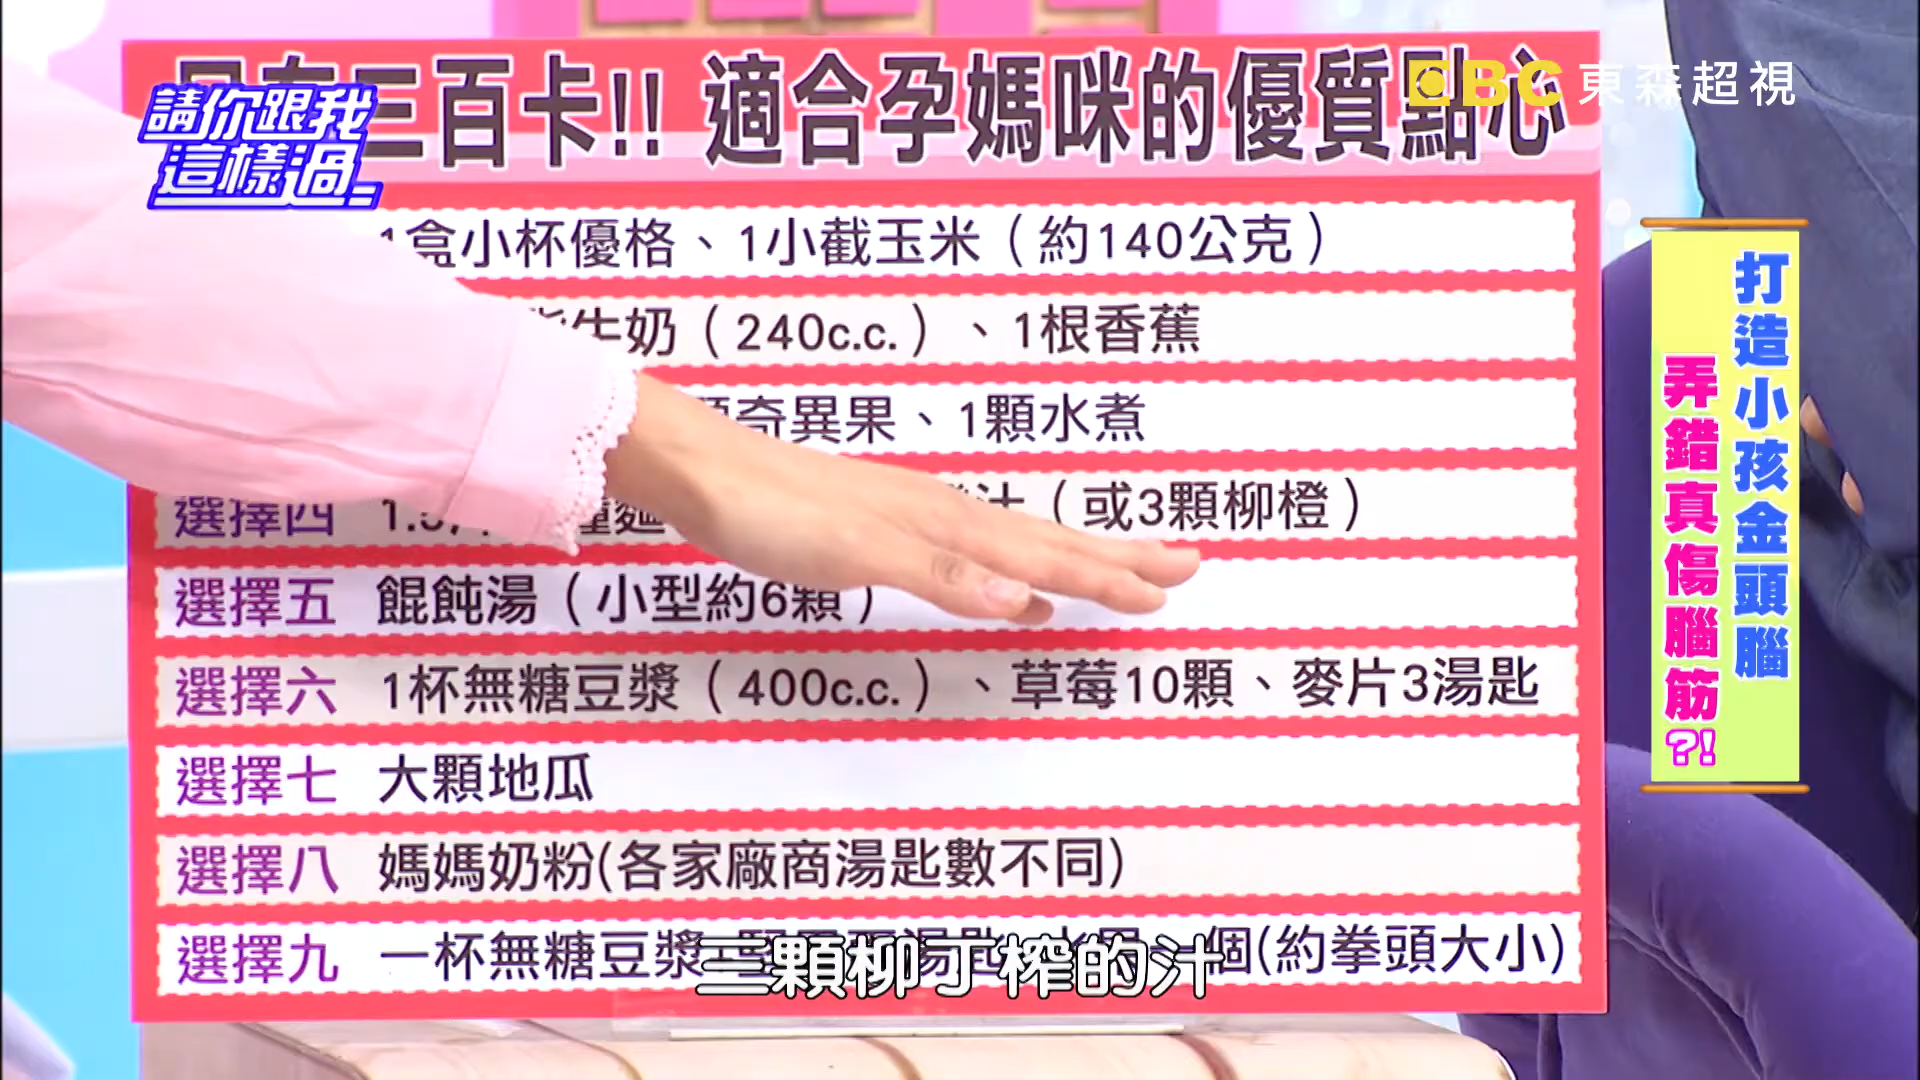 三百卡!! 適合孕媽咪的優質點心
EBC 東森超視
請你跟我
這樣過
1盒小杯優格、1小截玉米（約140公克）
牛奶（240c.c.）、1根香蕉
奇異果、1顆水煮
選擇四 汁（或3顆柳橙）
選擇五 餛飩湯（小型約6顆）
選擇六 1杯無糖豆漿（400c.c.）、草莓10顆、麥片3湯匙
選擇七 大顆地瓜
選擇八 媽媽奶粉(各家廠商湯匙數不同)
選擇九 一杯無糖豆漿 個(約拳頭大小)
打造小孩金頭腦
弄錯真傷腦筋?!
三顆柳丁榨的汁